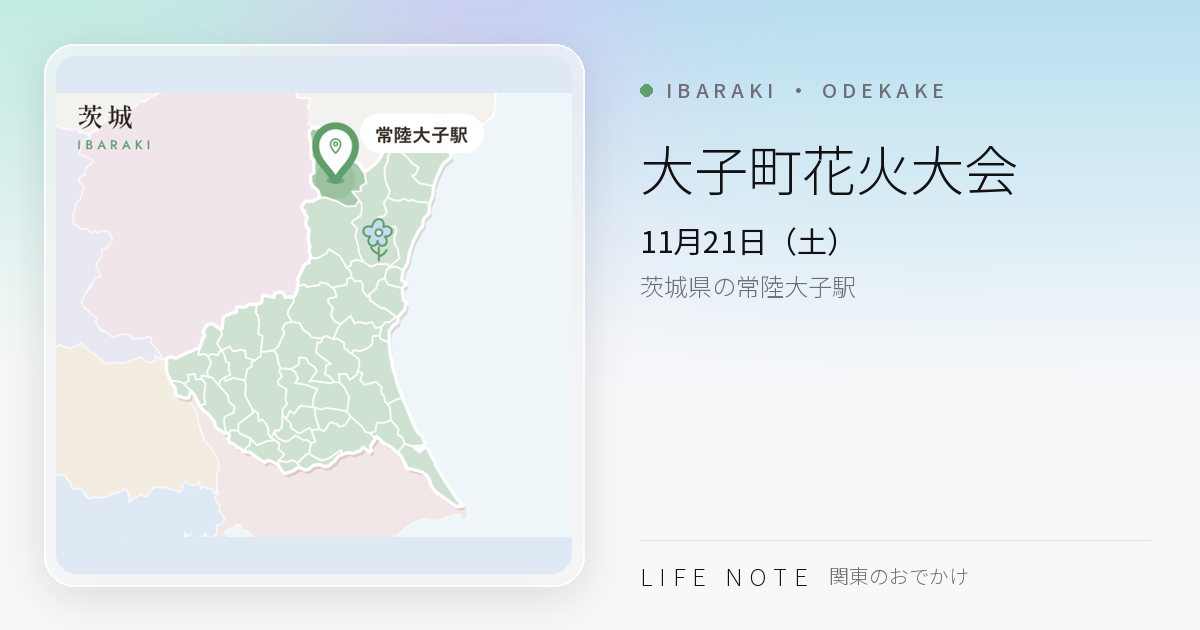 茨城
IBARAKI
常陸大子駅
IBARAKI • ODEKAKE
大子町花火大会
11月21日（土）
茨城県の常陸大子駅
LIFE NOTE 関東のおでかけ